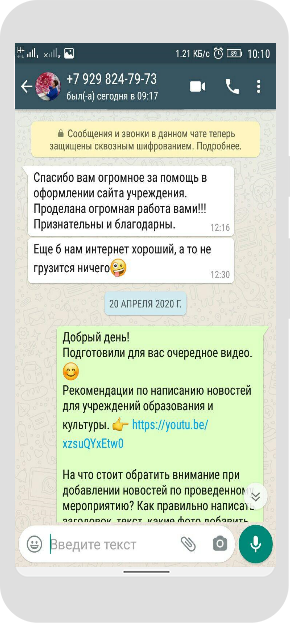 1.21 КБ/с
10:10
+7 929 824-79-73
был(-а) сегодня в 09:17
Сообщения и звонки в данном чате теперь
защищены сквозным шифрованием. Подробнее.
Спасибо вам огромное за помощь в
оформлении сайта учреждения.
Проделана огромная работа вами!!!
Признательны и благодарны.
12:16
Еще б нам интернет хороший, а то не
грузится ничего🤪
12:30
20 АПРЕЛЯ 2020 Г.
Добрый день!
Подготовили для вас очередное видео.
😊
Рекомендации по написанию новостей
для учреждений образования и
культуры. 👉 https://youtu.be/
xzsuQYxEtw0
На что стоит обратить внимание при
добавлении новостей по проведенному
мероприятию? Как правильно написать
заголовок, текст, какие фото добавить
Введите текст